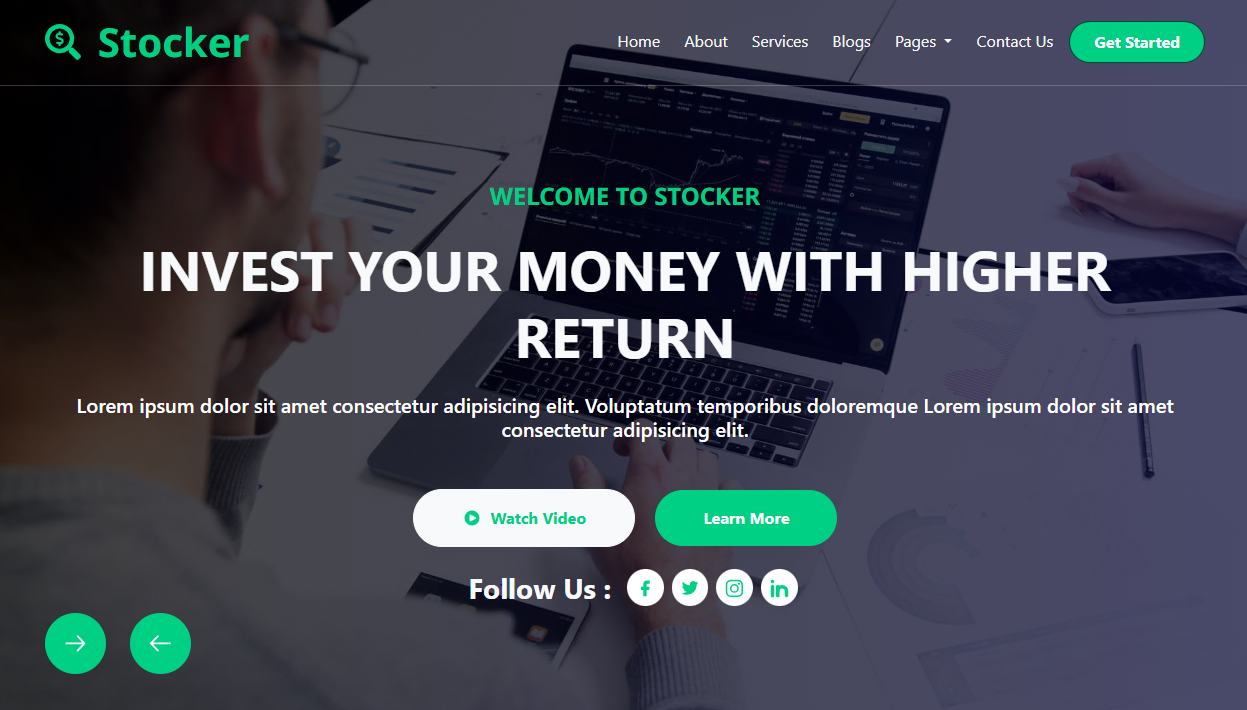 Stocker
Home About Services Blogs Pages Contact Us Get Started
WELCOME TO STOCKER
INVEST YOUR MONEY WITH HIGHER
RETURN
Lorem ipsum dolor sit amet consectetur adipisicing elit. Voluptatum temporibus doloremque Lorem ipsum dolor sit amet
consectetur adipisicing elit.
Watch Video Learn More
Follow Us :